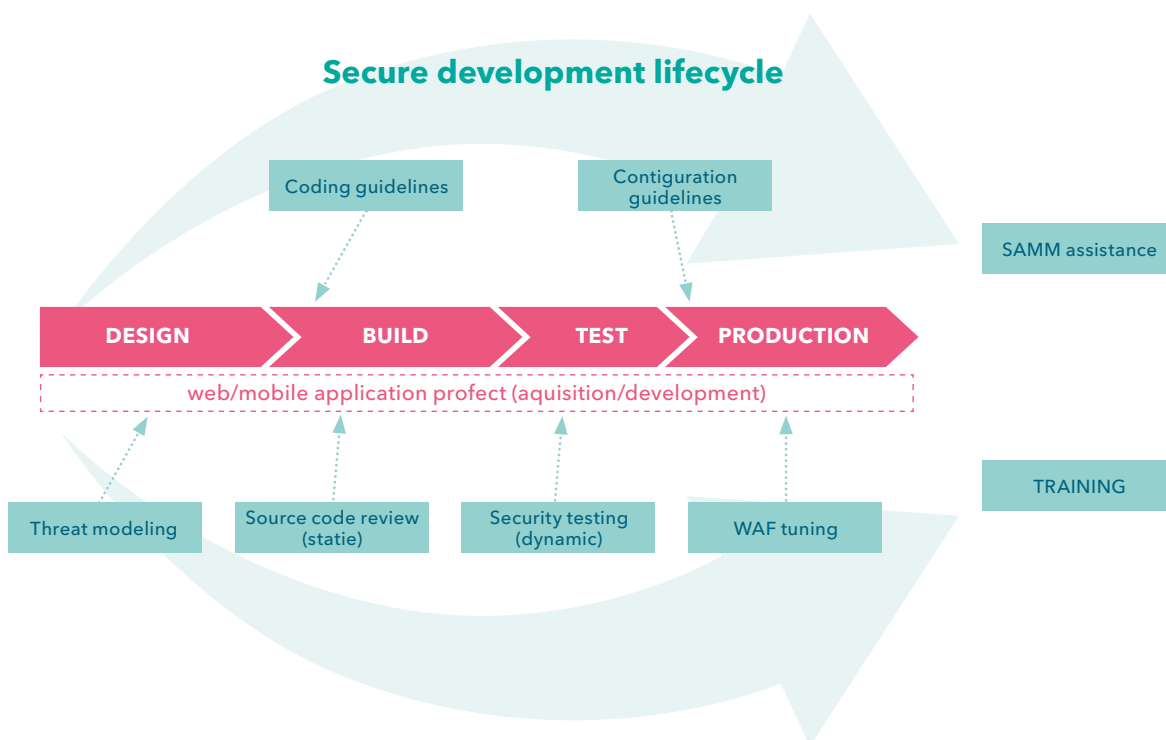 Secure development lifecycle
Coding guidelines
Contiguration
guidelines
SAMM assistance
DESIGN
BUILD
TEST
PRODUCTION
web/mobile application profect (aquisition/development)
TRAINING
Threat modeling
Source code review
(statie)
Security testing
(dynamic)
WAF tuning